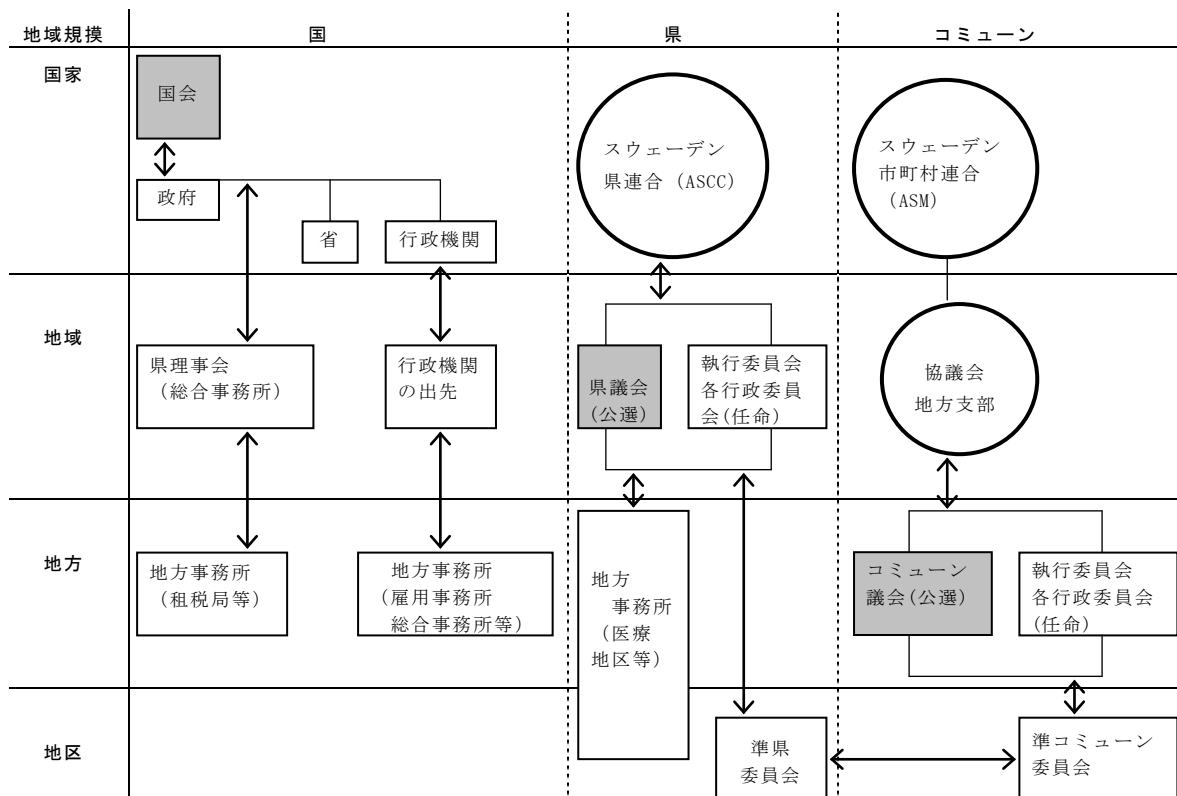 地域規模
国
県
コミューン
国家
国会
政府
省
行政機関
スウェーデン
県連合 (ASCC)
スウェーデン
市町村連合
(ASM)
地域
県理事会
(総合事務所)
行政機関
の出先
県議会
(公選)
執行委員会
各行政委員
会(任命)
協議会
地方支部
地方
地方事務所
(租税局等)
地方事務所
(雇用事務所
総合事務所等)
地方
事務所
(医療
地区等)
コミューン
議会(公選)
執行委員会
各行政委員会
(任命)
地区
準県
委員会
準コミューン
委員会